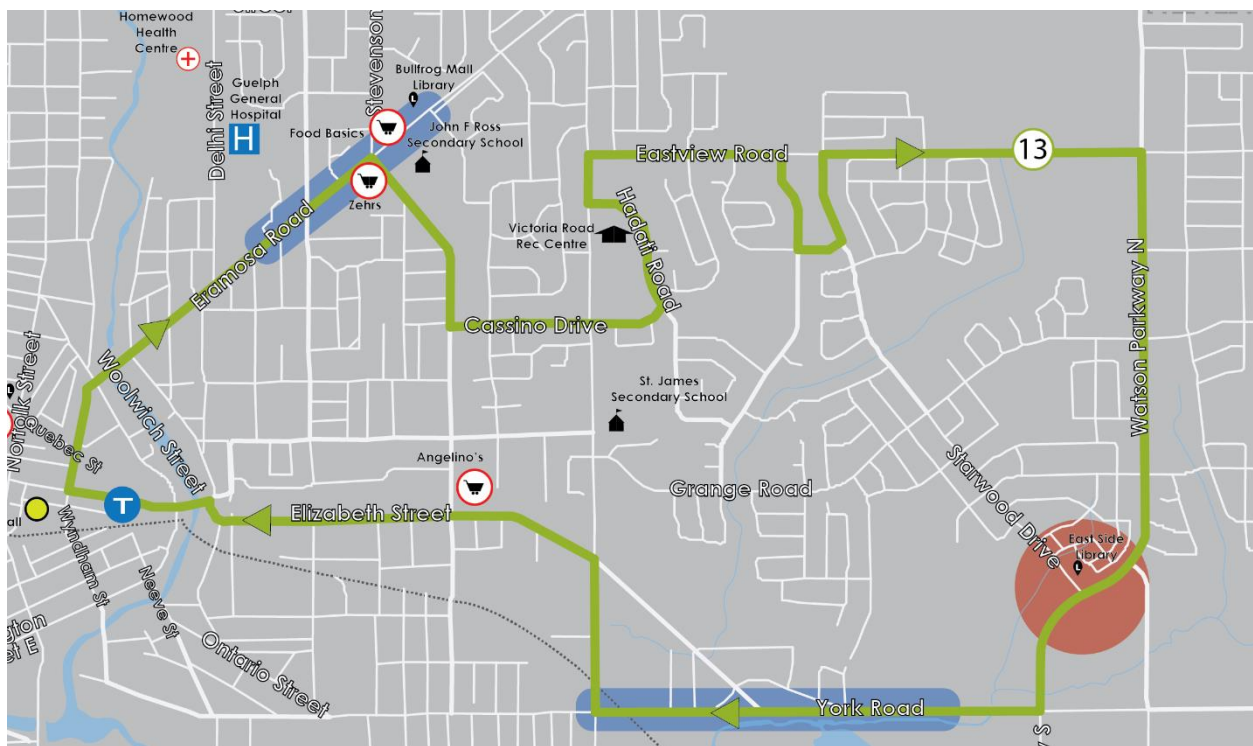 Homewood
Health
Centre
Delhi Street
Guelph
General
Hospital
H
Stevenson
Bullfrog Mall
Library
L
Food Basics
John F Ross
Secondary School
Zehrs
Eramosa Road
Eastview Road
13
Victoria Road
Rec Centre
Hadati Road
Cassino Drive
Watson Parkway N
Woolwich Street
Norfolk Street
Quebec St
St. James
Secondary School
Angelino's
Grange Road
Starwood Drive
T
Elizabeth Street
East Side
Library
L
all
Wyndham St
Neeve St
Ontario Street
York Road